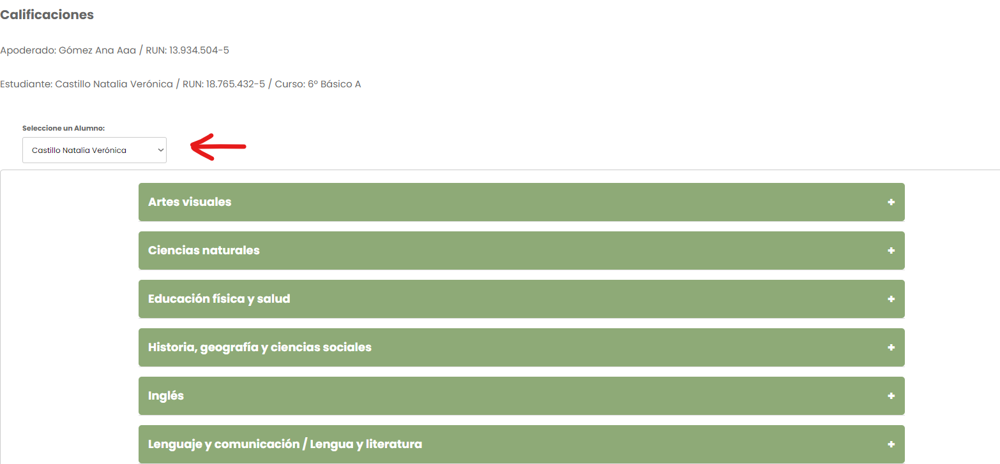 Calificaciones
Apoderado: Gómez Ana Aaa / RUN: 13.934.504-5
Estudiante: Castillo Natalia Verónica / RUN: 18.765.432-5 / Curso: 6º Básico A
Seleccione un Alumno:
Castillo Natalia Verónica
Artes visuales +
Ciencias naturales +
Educación física y salud +
Historia, geografía y ciencias sociales +
Inglés +
Lenguaje y comunicación / Lengua y literatura +